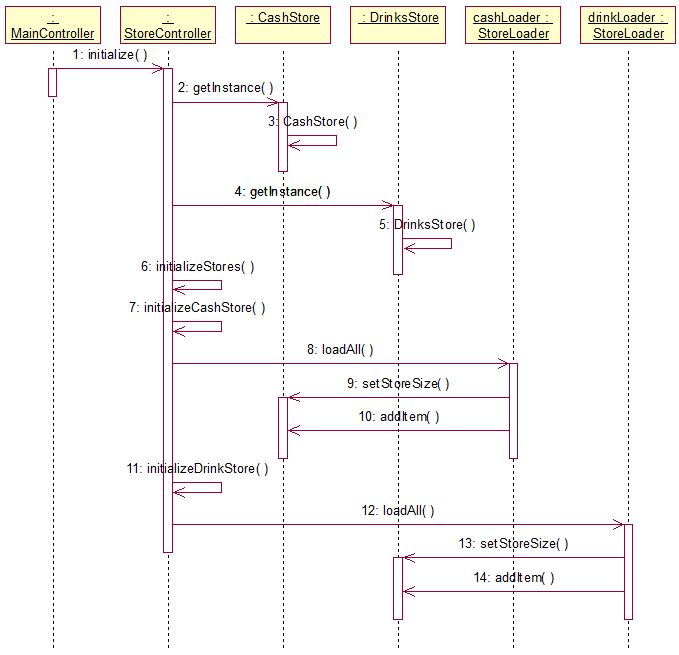 : 
MainController
 : 
StoreController
 : CashStore
 : DrinksStore
cashLoader : 
StoreLoader
drinkLoader : 
StoreLoader
1: initialize( )
2: getInstance( )
3: CashStore( )
4: getInstance( )
5: DrinksStore( )
6: initializeStores( )
7: initializeCashStore( )
8: loadAll( )
9: setStoreSize( )
10: addItem( )
11: initializeDrinkStore( )
12: loadAll( )
13: setStoreSize( )
14: addItem( )